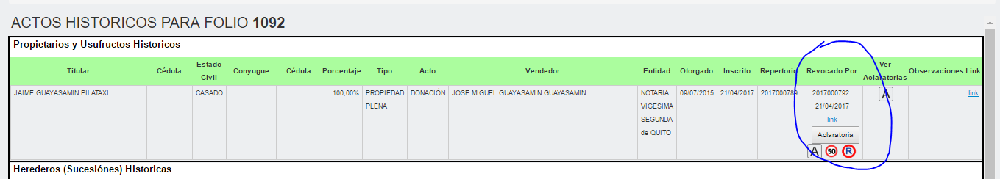 ACTOS HISTORICOS PARA FOLIO 1092
Propietarios y Usufructos Historicos
Titular Cédula Estado Civil Conyugue Cédula Porcentaje Tipo Acto Vendedor Entidad Otorgado Inscrito Repertorio Revocado Por Ver Aclaratorias Observaciones Link
JAIME GUAYASAMIN PILATAXI CASADO 100,00% PROPIEDAD DONACIÓN JOSE MIGUEL GUAYASAMIN GUAYASAMIN NOTARIA 09/07/2015 21/04/2017 2017000789 2017000792 A link
PLENA VIGESIMA 21/04/2017
SEGUNDA link
de QUITO Aclaratoria
A 50 R
Herederos (Sucesiónes) Historicas